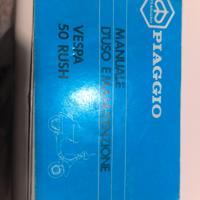 PIAGGIO
MANUALE
D'USO E MANUTENZIONE
VESPA
50 RUSH